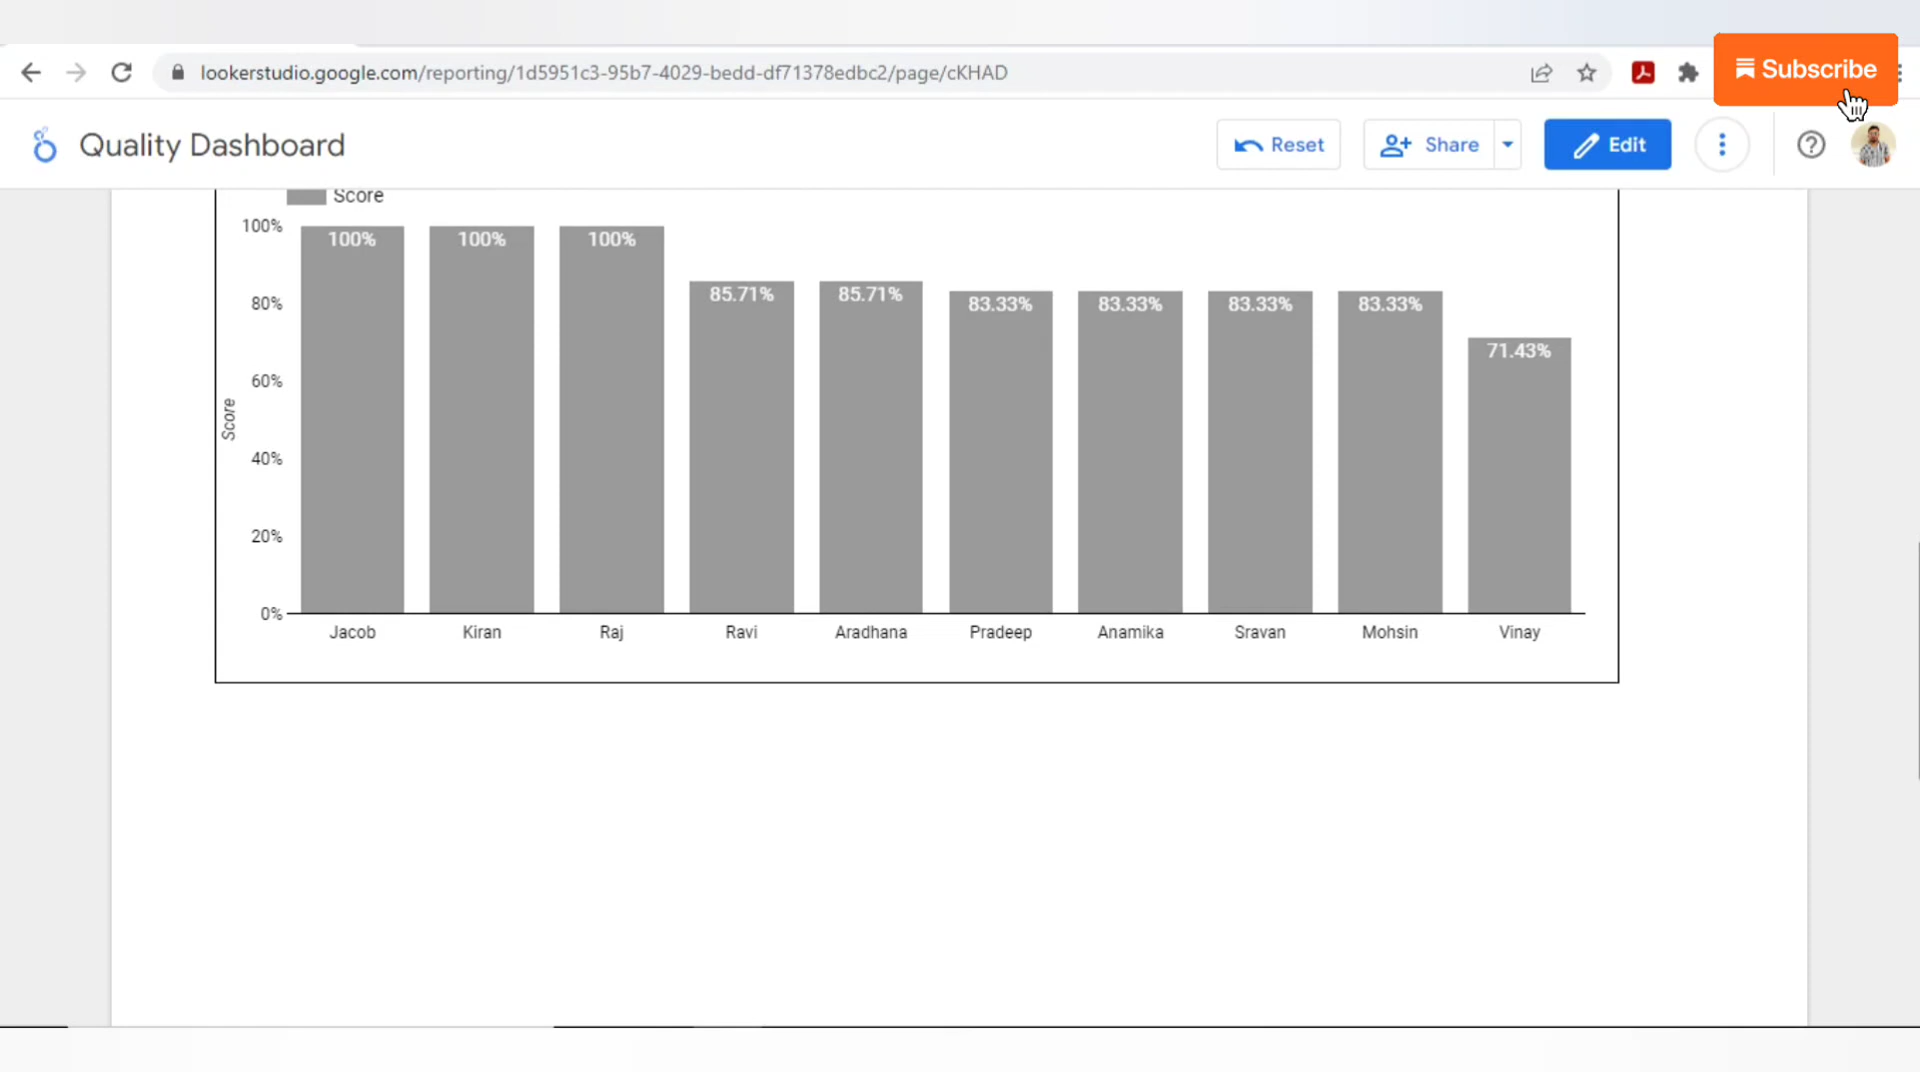 lookerstudio.google.com/reporting/1d5951c3-95b7-4029-bedd-df71378edbc2/page/cKHAD
Subscribe
Quality Dashboard
Reset
Share
Edit
Score
100%
80%
60%
40%
20%
0%
Score
100% 100% 100% 85.71% 85.71% 83.33% 83.33% 83.33% 83.33% 71.43%
Jacob Kiran Raj Ravi Aradhana Pradeep Anamika Sravan Mohsin Vinay